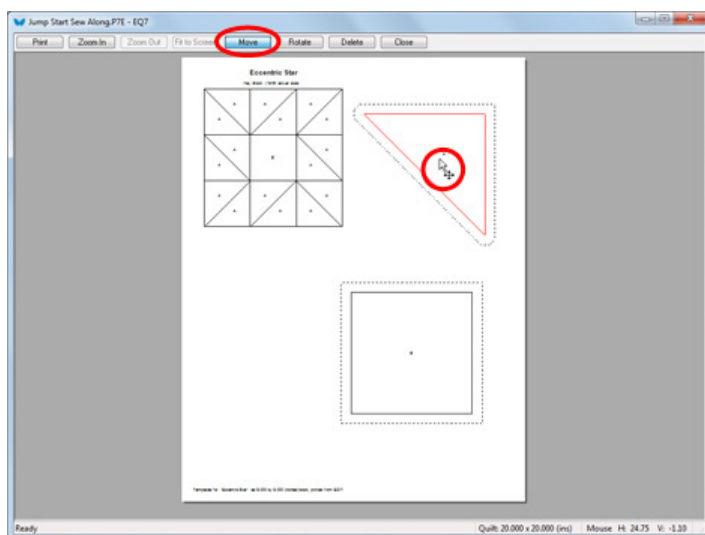 Jump Start Sew Along.P7E - EQ7
Print Zoom In Zoom Out Fit to Screen Move Rotate Delete Close
Eccentric Star
Ready Quilt: 20.000 x 20.000 (ins) Mouse H: 24.75 V: -1.10